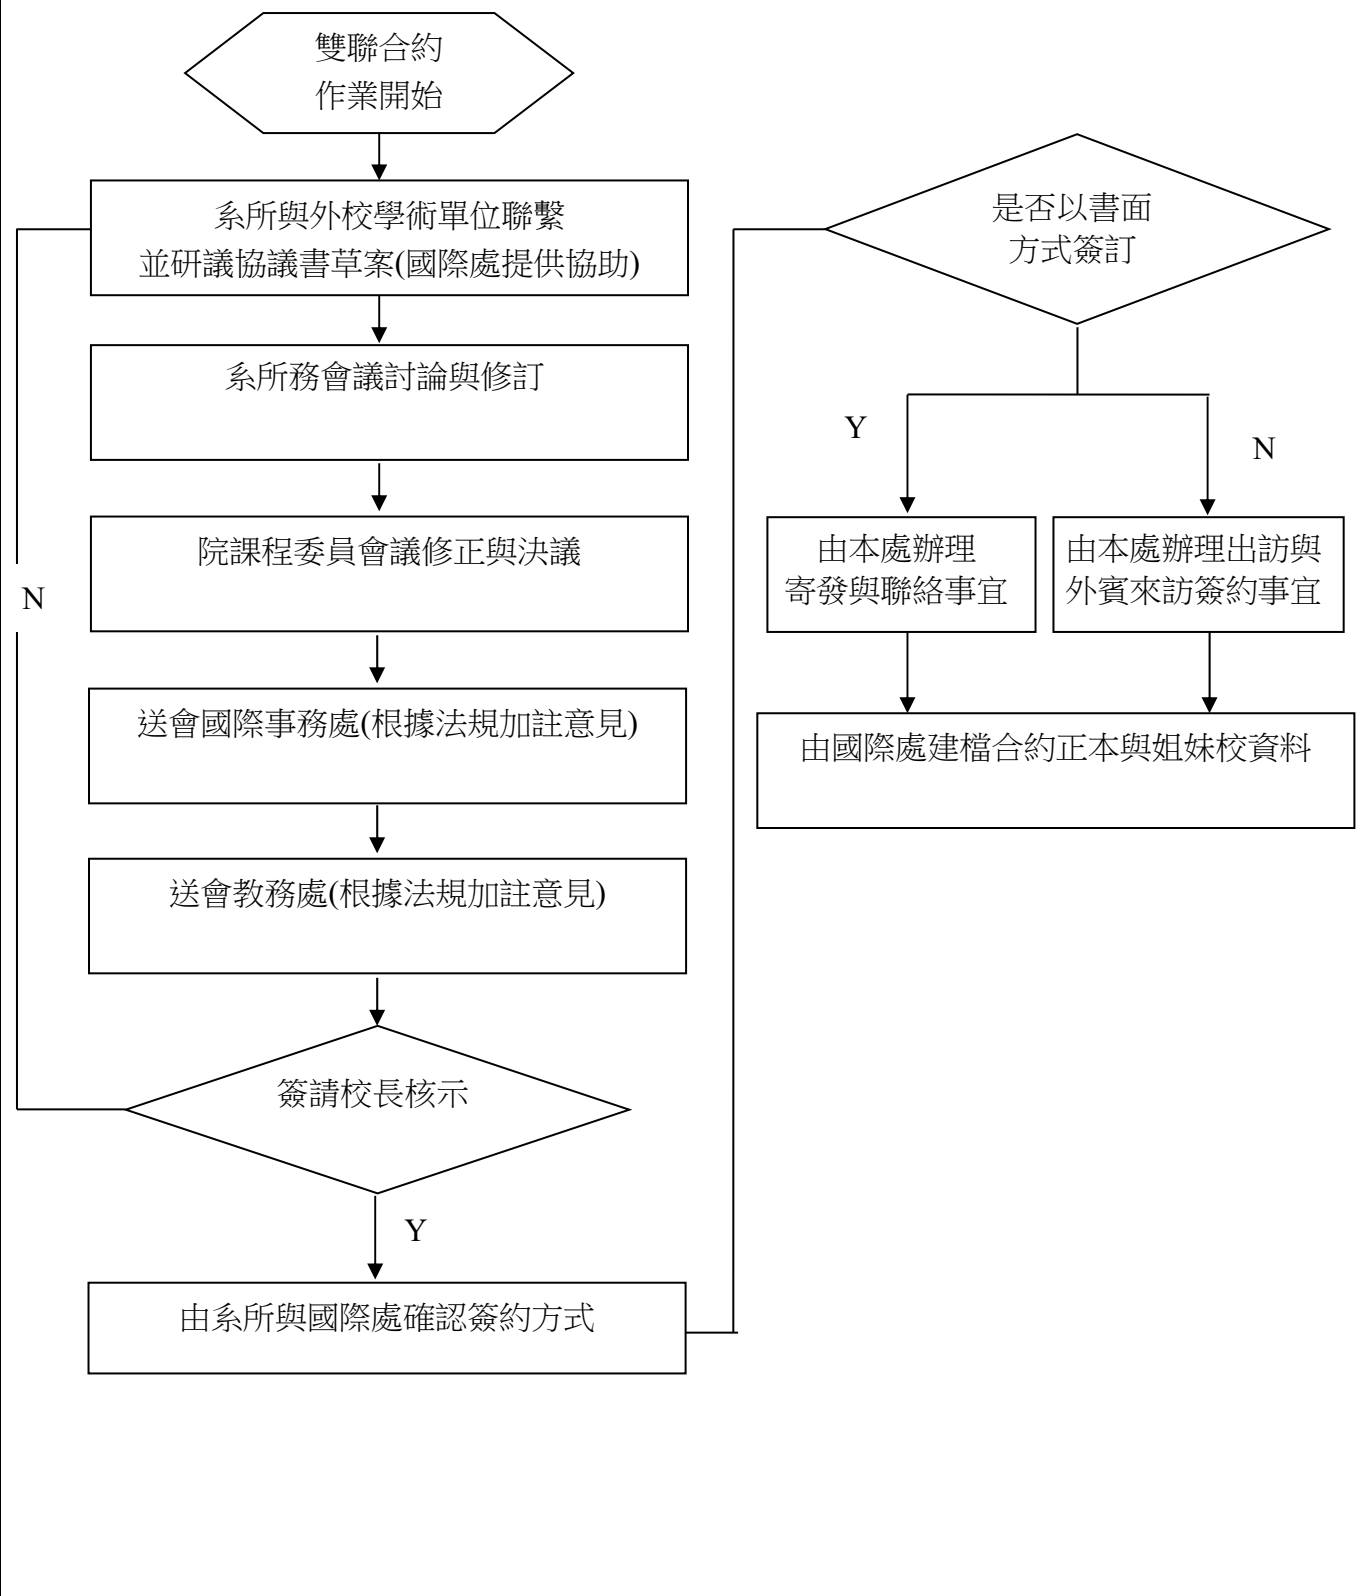 雙聯合約
作業開始
系所與外校學術單位聯繫
並研議協議書草案(國際處提供協助)
系所務會議討論與修訂
院課程委員會議修正與決議
N
送會國際事務處(根據法規加註意見)
送會教務處(根據法規加註意見)
簽請校長核示
Y
由系所與國際處確認簽約方式
是否以書面
方式簽訂
Y
N
由本處辦理
寄發與聯絡事宜
由本處辦理出訪與
外賓來訪簽約事宜
由國際處建檔合約正本與姐妹校資料